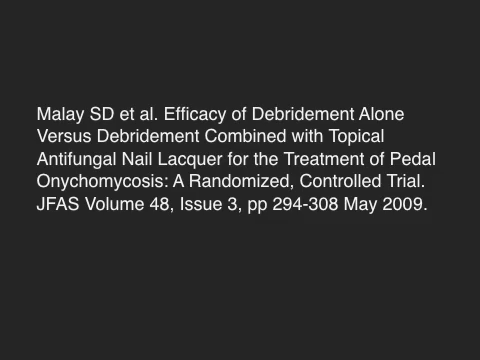 Malay SD et al. Efficacy of Debridement Alone
Versus Debridement Combined with Topical
Antifungal Nail Lacquer for the Treatment of Pedal
Onychomycosis: A Randomized, Controlled Trial.
JFAS Volume 48, Issue 3, pp 294-308 May 2009.